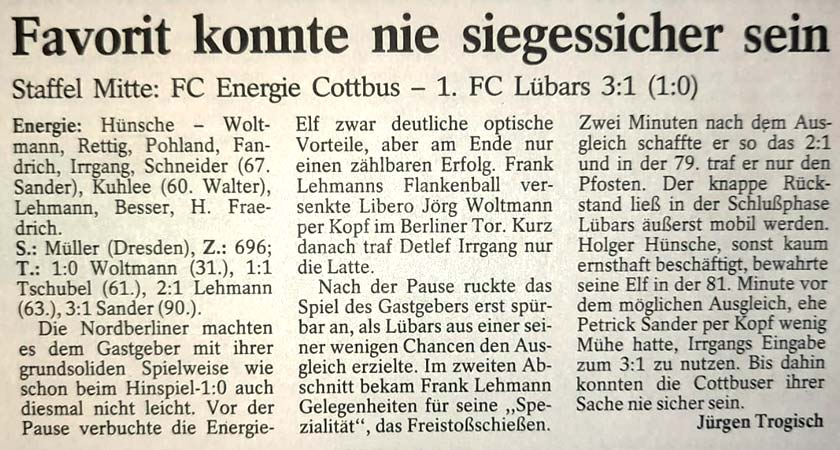 Favorit konnte nie siegessicher sein
Staffel Mitte: FC Energie Cottbus – 1. FC Lübars 3:1 (1:0)
Energie: Hünsche – Wolt-
mann, Rettig, Pohland, Fan-
drich, Irrgang, Schneider (67.
Sander), Kuhlee (60. Walter),
Lehmann, Besser, H. Frae-
drich.
S.: Müller (Dresden), Z.: 696;
T.: 1:0 Woltmann (31.), 1:1
Tschubel (61.), 2:1 Lehmann
(63.), 3:1 Sander (90.).
Die Nordberliner machten
es dem Gastgeber mit ihrer
grundsoliden Spielweise wie
schon beim Hinspiel-1:0 auch
diesmal nicht leicht. Vor der
Pause verbuchte die Energie-
Elf zwar deutliche optische
Vorteile, aber am Ende nur
einen zählbaren Erfolg. Frank
Lehmanns Flankenball ver-
senkte Libero Jörg Woltmann
per Kopf im Berliner Tor. Kurz
danach traf Detlef Irrgang nur
die Latte.
Nach der Pause ruckte das
Spiel des Gastgebers erst spür-
bar an, als Lübars aus einer sei-
ner wenigen Chancen den Aus-
gleich erzielte. Im zweiten Ab-
schnitt bekam Frank Lehmann
Gelegenheiten für seine „Spe-
zialität“, das Freistoßschießen.
Zwei Minuten nach dem Aus-
gleich schaffte er so das 2:1
und in der 79. traf er nur den
Pfosten. Der knappe Rück-
stand ließ in der Schlußphase
Lübars äußerst mobil werden.
Holger Hünsche, sonst kaum
ernsthaft beschäftigt, bewahrte
seine Elf in der 81. Minute vor
dem möglichen Ausgleich, ehe
Petrick Sander per Kopf wenig
Mühe hatte, Irrgangs Eingabe
zum 3:1 zu nutzen. Bis dahin
konnten die Cottbuser ihrer
Sache nie sicher sein.
Jürgen Trogisch